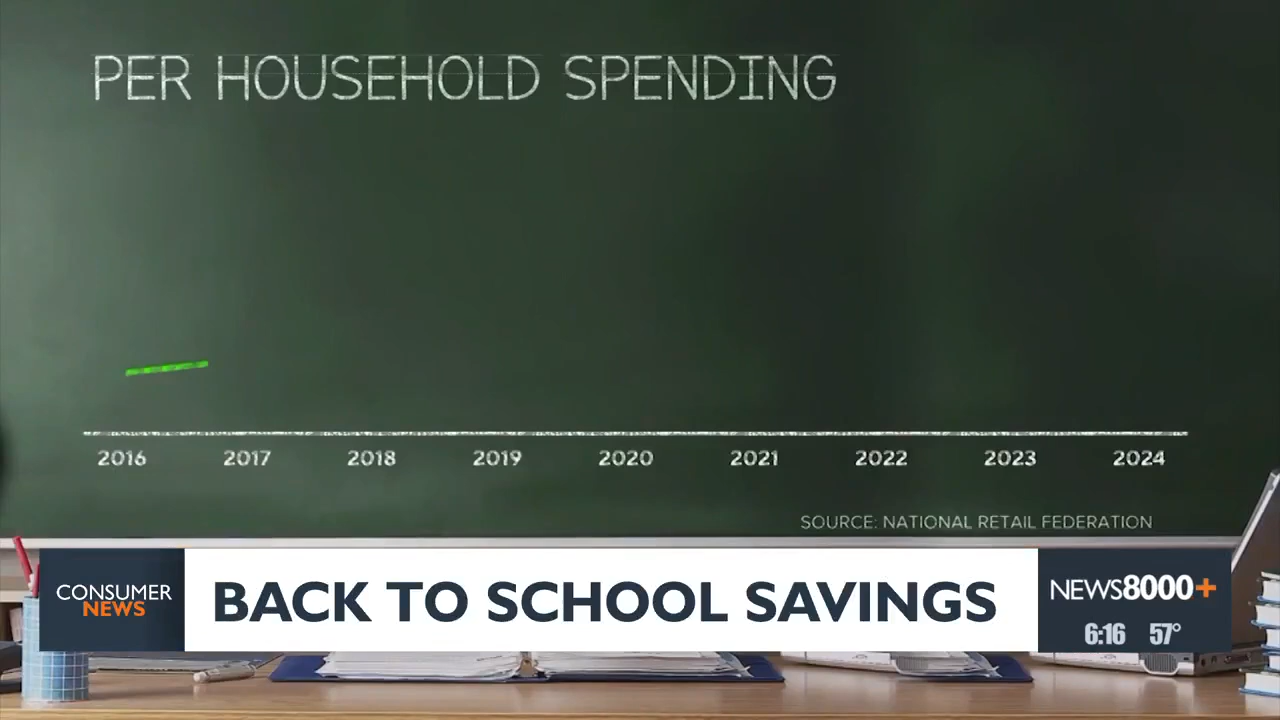 PER HOUSEHOLD SPENDING
2016 2017 2018 2019 2020 2021 2022 2023 2024
SOURCE: NATIONAL RETAIL FEDERATION
CONSUMER
NEWS
BACK TO SCHOOL SAVINGS
NEWS8000+
6:16 57°